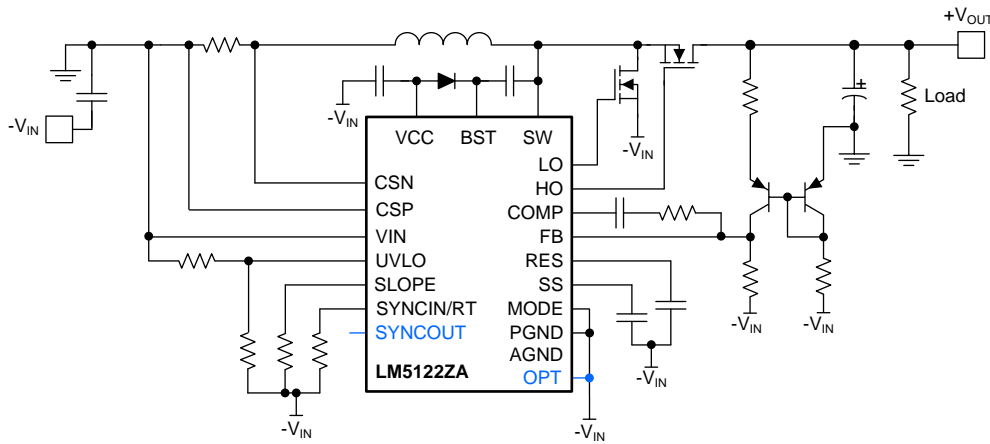 +VOUT
Load
-VIN
-VIN
VCC
BST
SW
-VIN
LO
HO
COMP
FB
RES
SS
MODE
PGND
AGND
OPT
CSN
CSP
VIN
UVLO
SLOPE
SYNCIN/RT
SYNCOUT
LM5122ZA
-VIN
-VIN
-VIN
-VIN
-VIN